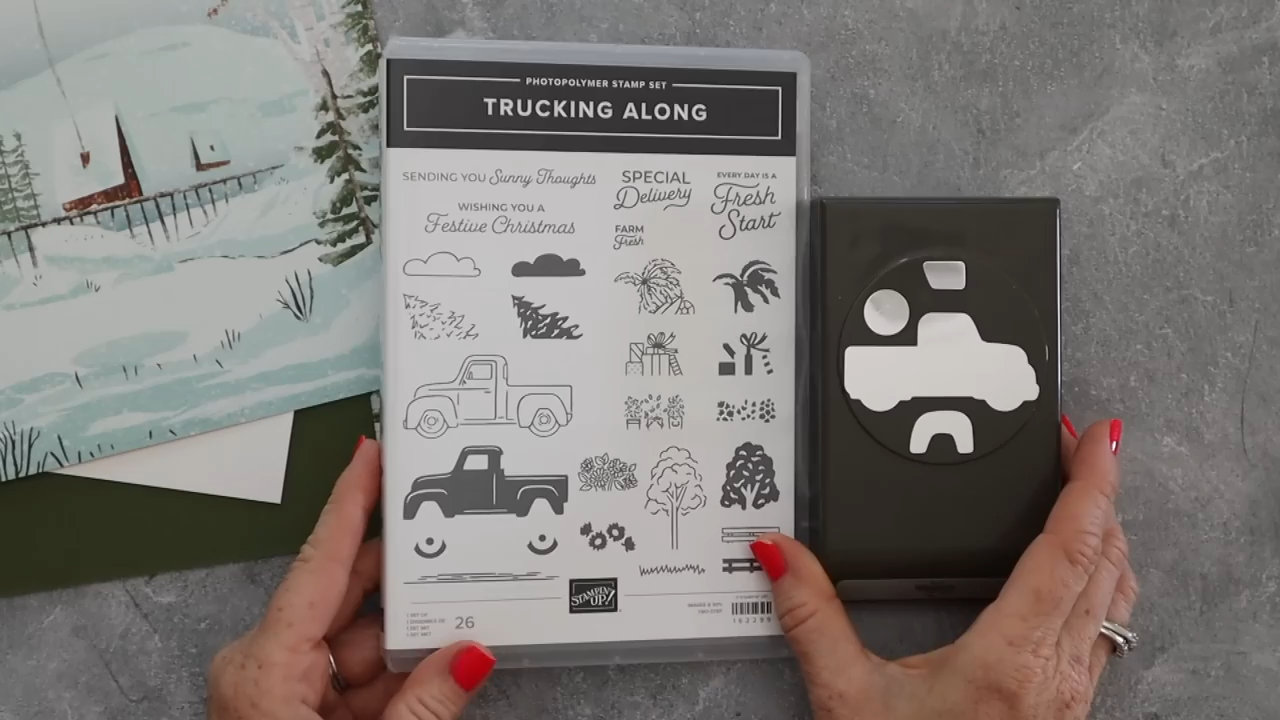 PHOTOPOLYMER STAMP SET
TRUCKING ALONG
SENDING YOU Sunny Thoughts
WISHING YOU A
Festive Christmas
SPECIAL
Delivery
FARM
Fresh
EVERY DAY IS A
Fresh
Start
STAMPIN' UP!
26